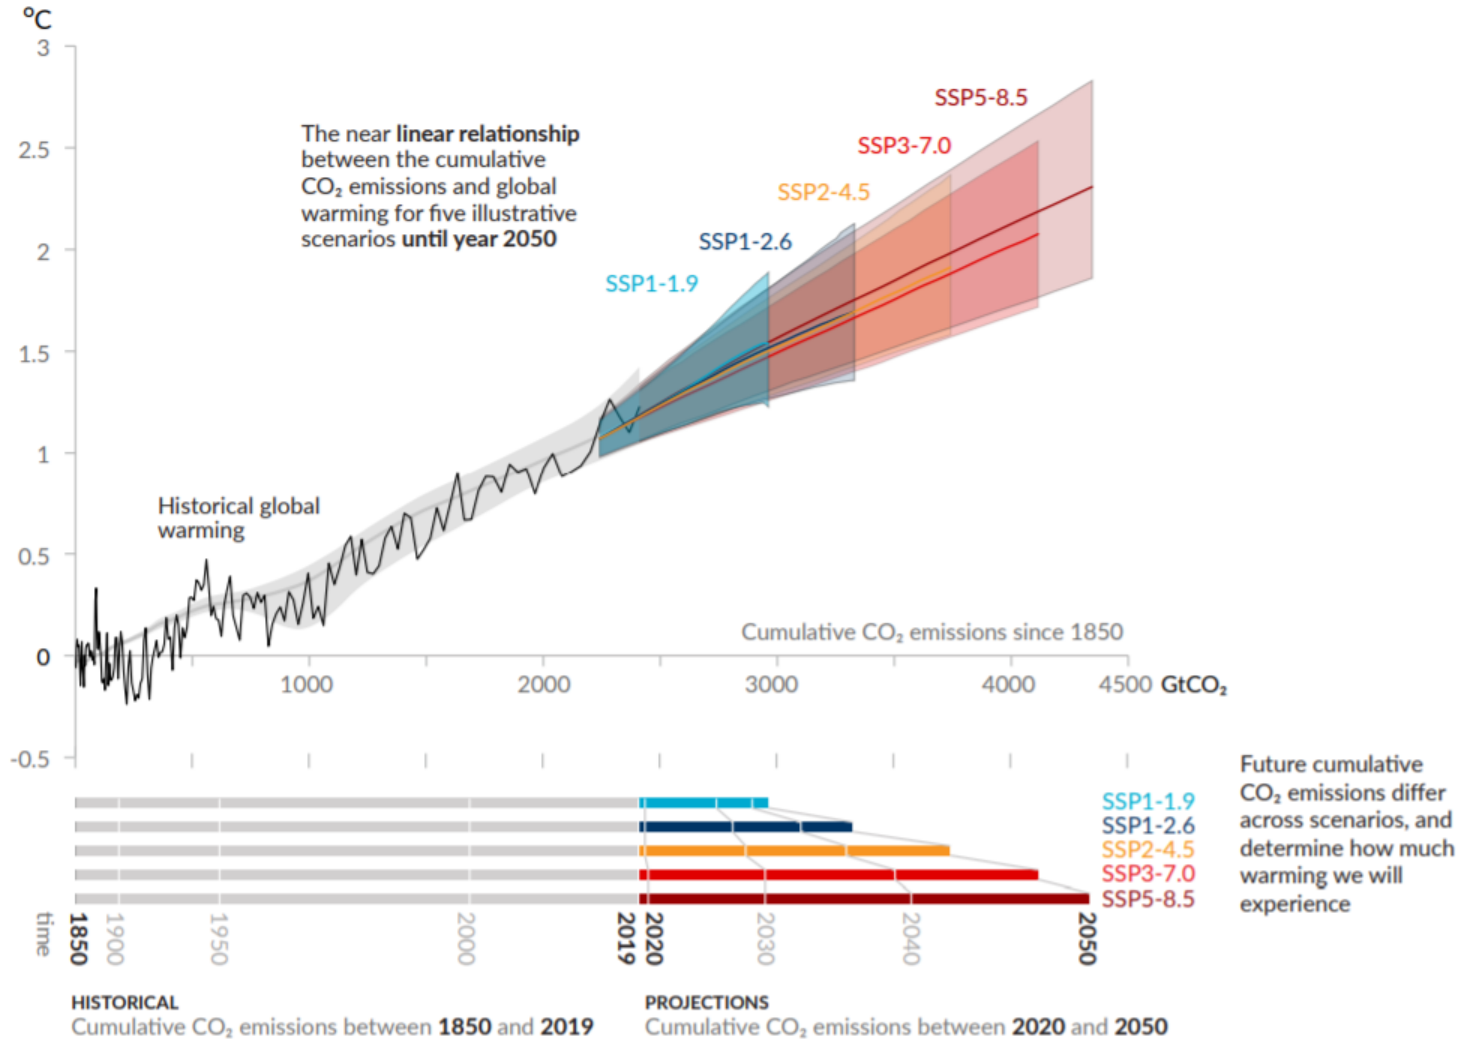 °C
3
2.5
2
1.5
1
0.5
0
-0.5
The near linear relationship
between the cumulative
CO₂ emissions and global
warming for five illustrative
scenarios until year 2050
SSP5-8.5
SSP3-7.0
SSP2-4.5
SSP1-2.6
SSP1-1.9
Historical global
warming
Cumulative CO₂ emissions since 1850
1000
2000
3000
4000
4500 GtCO₂
SSP1-1.9
SSP1-2.6
SSP2-4.5
SSP3-7.0
SSP5-8.5
Future cumulative
CO₂ emissions differ
across scenarios, and
determine how much
warming we will
experience
time
1850
1900
1950
2000
2019
2020
2030
2040
2050
HISTORICAL
Cumulative CO₂ emissions between 1850 and 2019
PROJECTIONS
Cumulative CO₂ emissions between 2020 and 2050